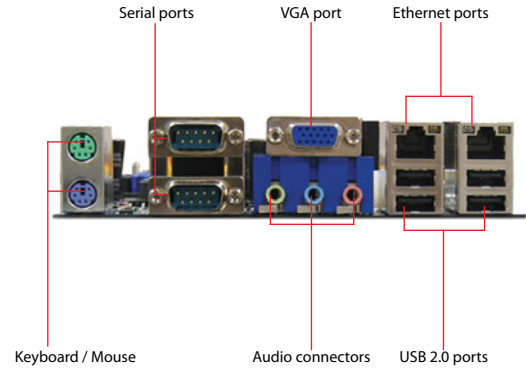 Serial ports
VGA port
Ethernet ports
Keyboard / Mouse
Audio connectors
USB 2.0 ports